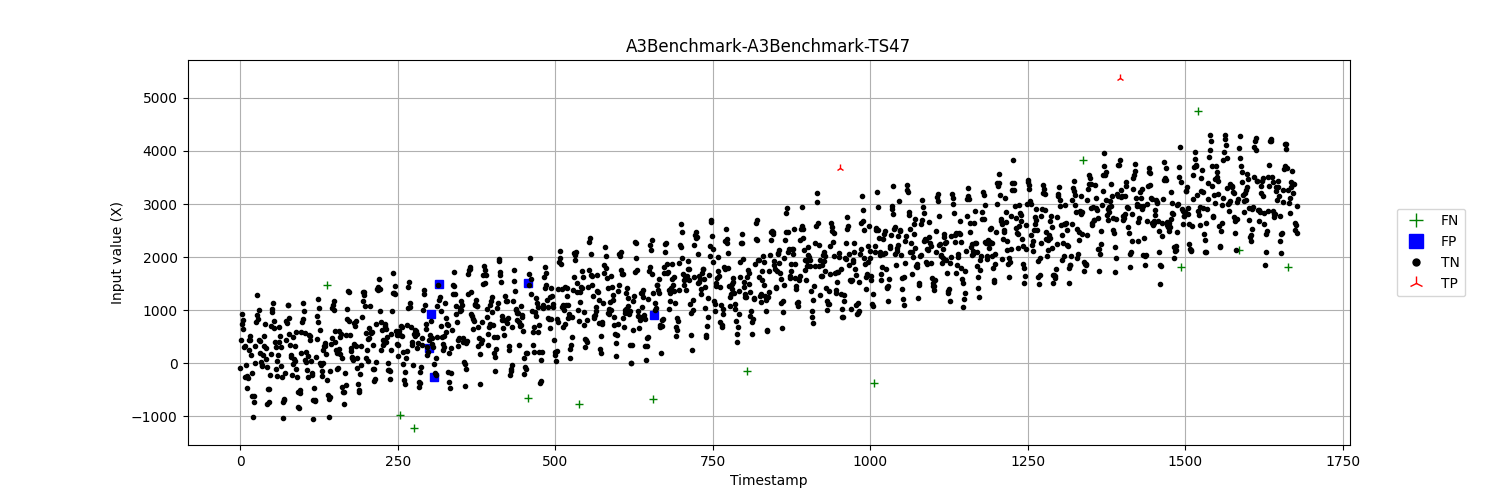 A3Benchmark-A3Benchmark-TS47
Input value (X)
5000
4000
3000
2000
1000
0
−1000
0 250 500 750 1000 1250 1500 1750
Timestamp
FN
FP
TN
TP